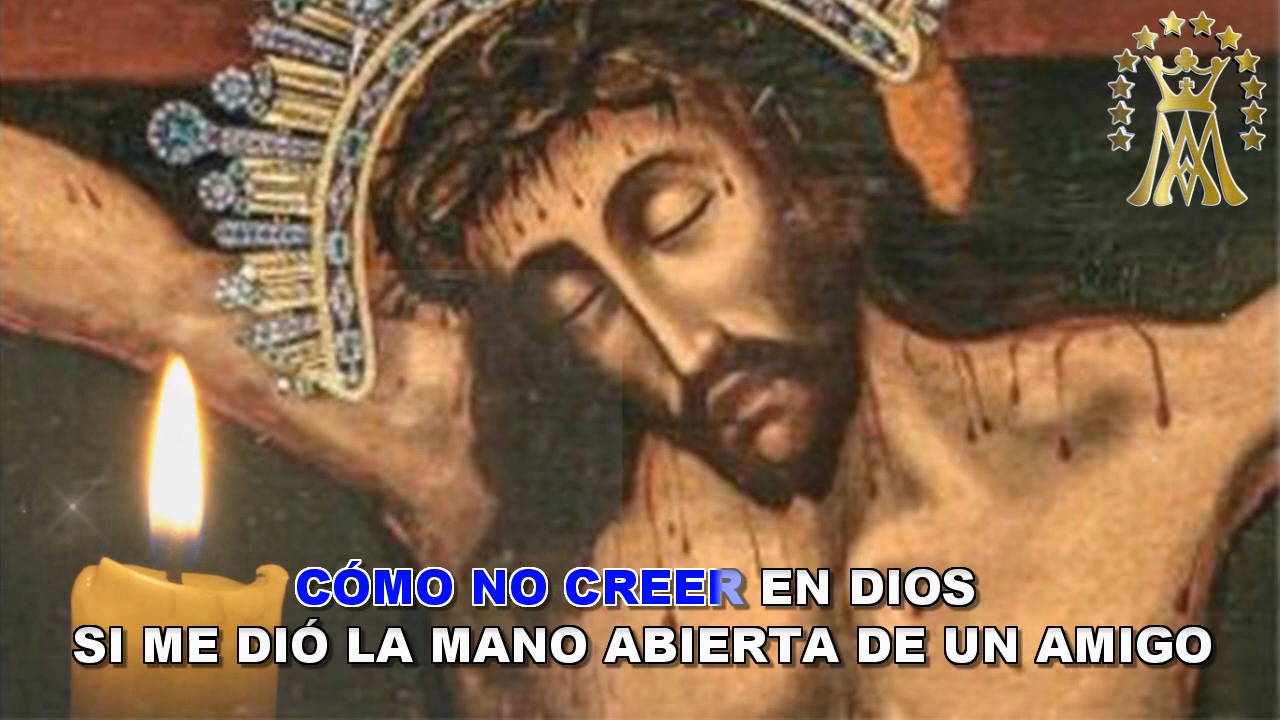 CÓMO NO CREER EN DIOS
SI ME DIÓ LA MANO ABIERTA DE UN AMIGO